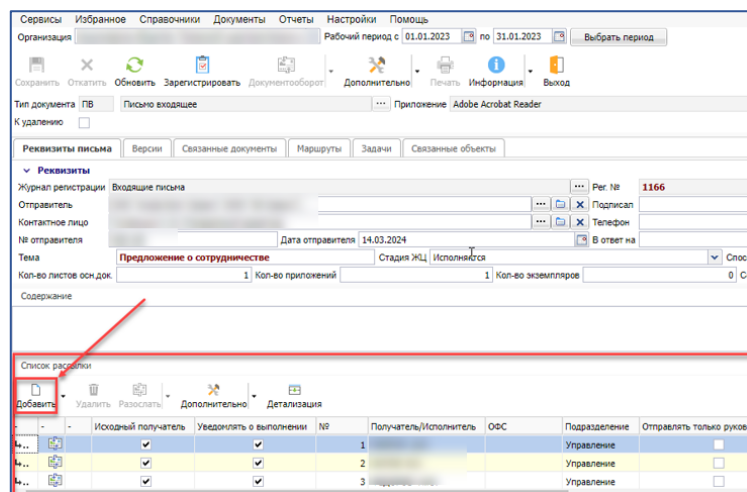 Сервисы Избранное Справочники Документы Отчеты Настройки Помощь
Организация Рабочий период с 01.01.2023 по 31.01.2023 Выбрать период
Сохранить Откатить Обновить Зарегистрировать Документооборот Дополнительно Печать Информация Выход
Тип документа ПВ Письмо входящее ... Приложение Adobe Acrobat Reader
К удалению
Реквизиты письма Версии Связанные документы Маршруты Задачи Связанные объекты
Реквизиты
Журнал регистрации Входящие письма ... Рег. № 1166
Отправитель ... Подписал
Контактное лицо ... Телефон
№ отправителя Дата отправителя 14.03.2024 В ответ на
Тема Предложение о сотрудничестве Стадия ЖЦ Исполняется Спос
Кол-во листов осн.док. 1 Кол-во приложений 1 Кол-во экземпляров 0 С
Содержание
Список рассылки
Добавить Удалить Разослать Дополнительно Детализация
- - - Исходный получатель Уведомлять о выполнении № Получатель/Исполнитель ОФС Подразделение Отправлять только руков
1 Управление
2 Управление
3 Управление